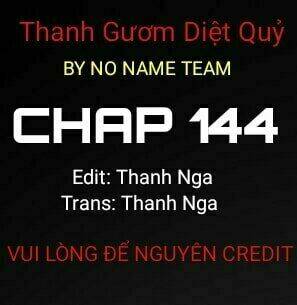 Thanh Gươm Diệt Quỷ
BY NO NAME TEAM
CHAP 144
Edit: Thanh Nga
Trans: Thanh Nga
VUI LÒNG ĐỂ NGUYÊN CREDIT